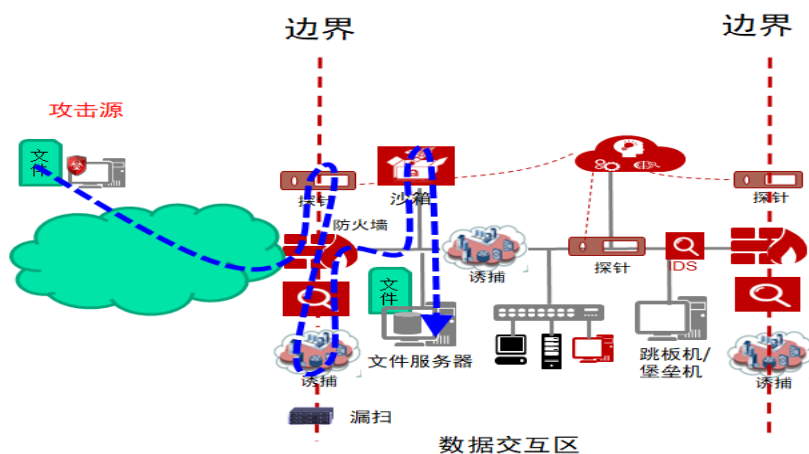 边界
边界
攻击源
文件
探针
沙箱
探针
防火墙
诱捕
探针
IDS
文件
文件服务器
跳板机/
堡垒机
诱捕
诱捕
漏扫
数据交互区